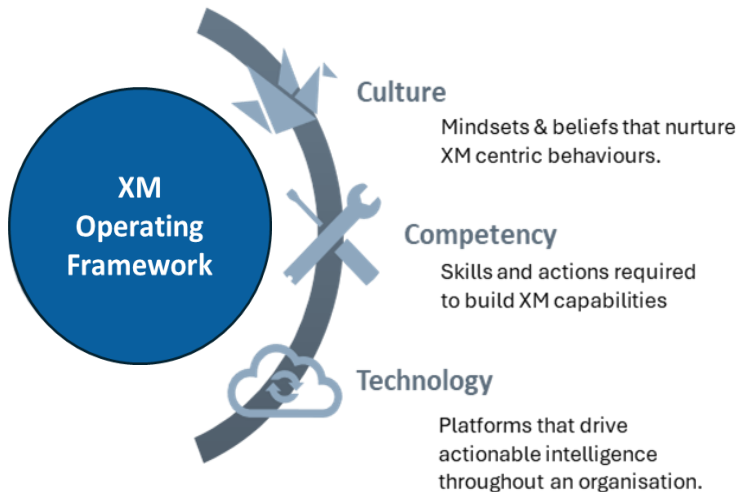 XM
Operating
Framework
Culture
Mindsets & beliefs that nurture
XM centric behaviours.
Competency
Skills and actions required
to build XM capabilities
Technology
Platforms that drive
actionable intelligence
throughout an organisation.